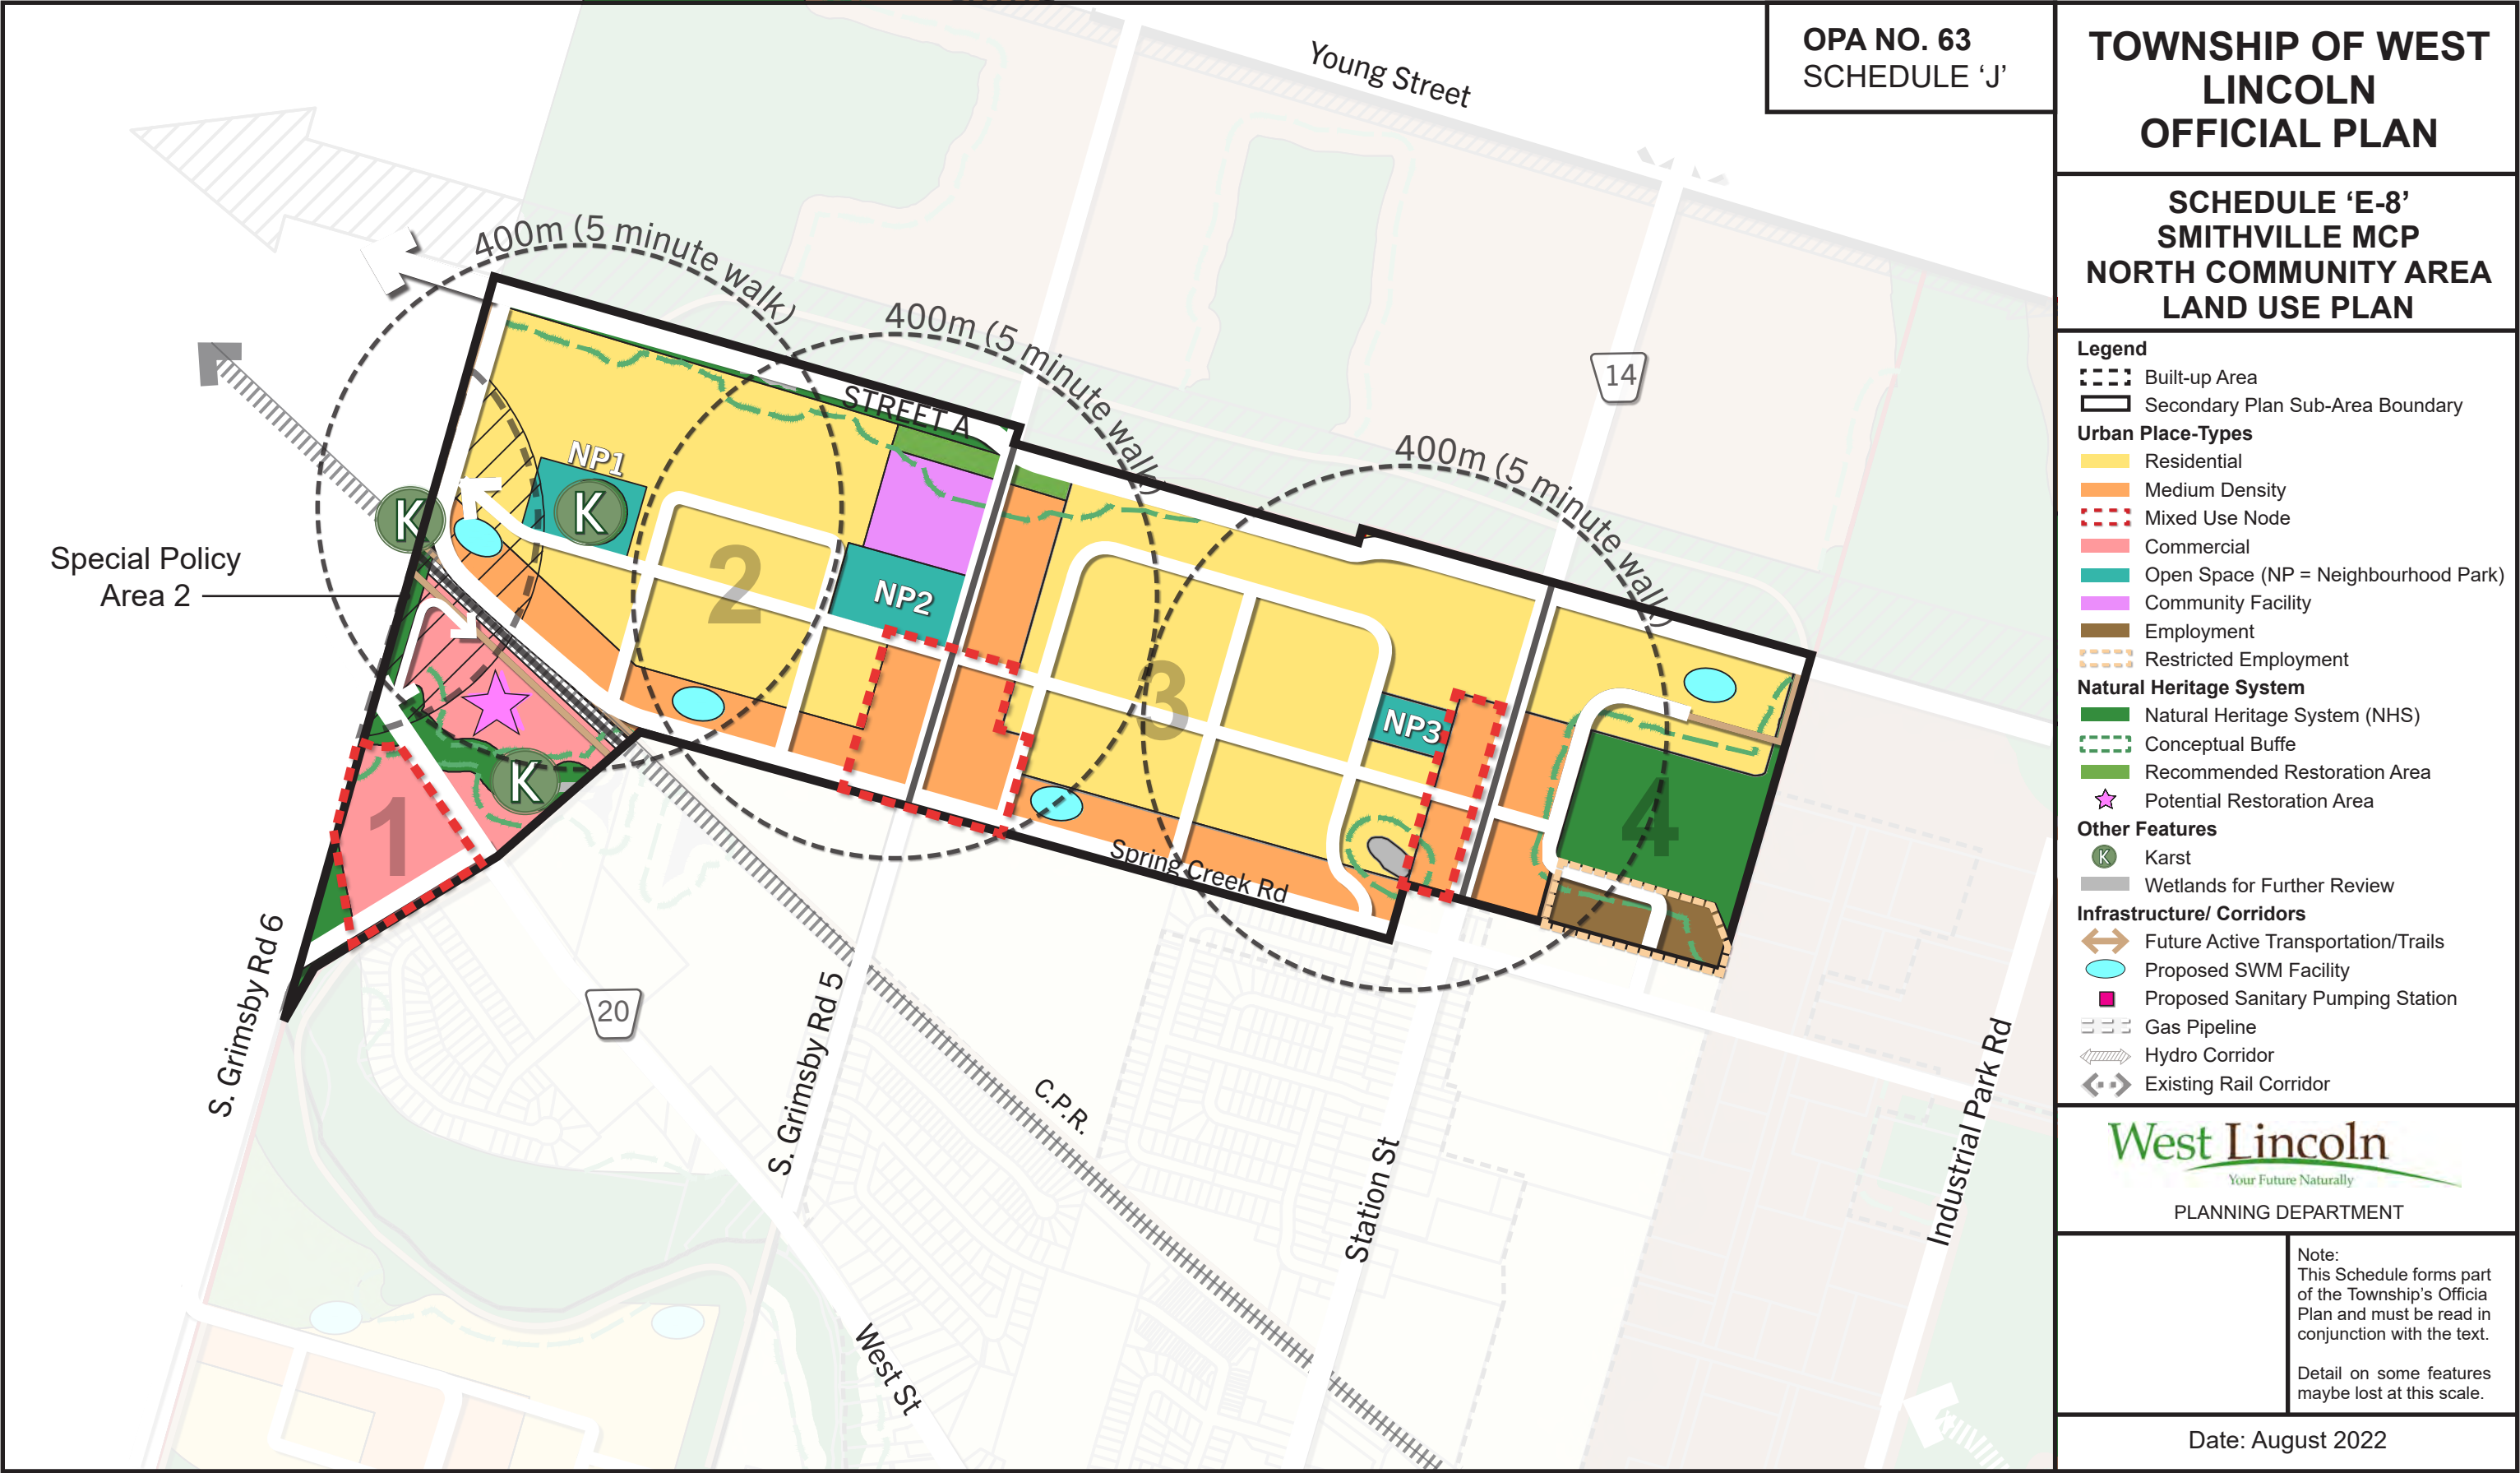 OPA NO. 63
SCHEDULE ‘J’
TOWNSHIP OF WEST
LINCOLN
OFFICIAL PLAN
SCHEDULE ‘E-8’
SMITHVILLE MCP
NORTH COMMUNITY AREA
LAND USE PLAN
Legend
Built-up Area
Secondary Plan Sub-Area Boundary
Urban Place-Types
Residential
Medium Density
Mixed Use Node
Commercial
Open Space (NP = Neighbourhood Park)
Community Facility
Employment
Restricted Employment
Natural Heritage System
Natural Heritage System (NHS)
Conceptual Buffe
Recommended Restoration Area
Potential Restoration Area
Other Features
K
Karst
Wetlands for Further Review
Infrastructure/ Corridors
Future Active Transportation/Trails
Proposed SWM Facility
Proposed Sanitary Pumping Station
Gas Pipeline
Hydro Corridor
Existing Rail Corridor
West Lincoln
Your Future Naturally
PLANNING DEPARTMENT
Note:
This Schedule forms part
of the Township’s Officia
Plan and must be read in
conjunction with the text.
Detail on some features
maybe lost at this scale.
Date: August 2022
Young Street
400m (5 minute walk)
400m (5 minute walk)
400m (5 minute walk)
14
STREET A
NP1
K
K
Special Policy
Area 2
2
NP2
3
NP3
4
K
1
Spring Creek Rd
S. Grimsby Rd 6
20
S. Grimsby Rd 5
C.P.R.
Station St
Industrial Park Rd
West St